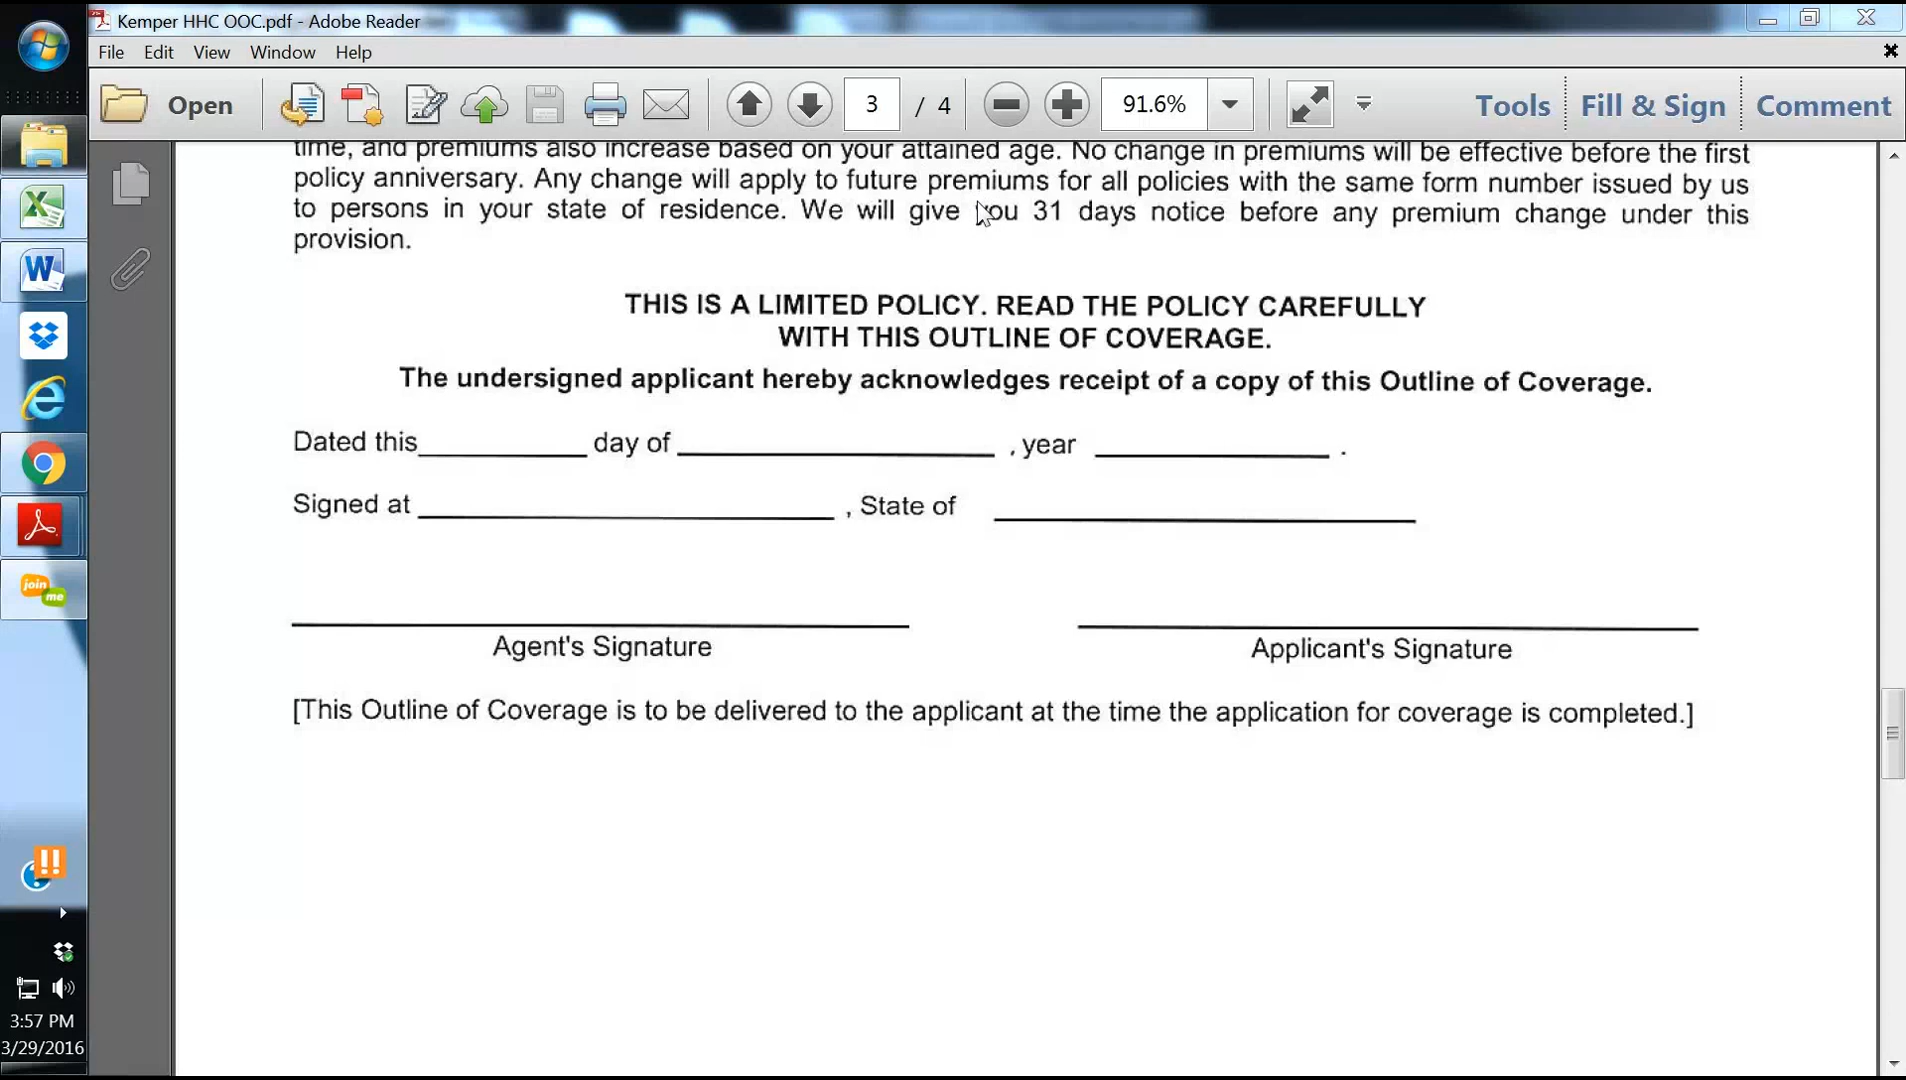 Kemper HHC OOC.pdf - Adobe Reader
File Edit View Window Help
Open 3 / 4 91.6% Tools Fill & Sign Comment
time, and premiums also increase based on your attained age. No change in premiums will be effective before the first
policy anniversary. Any change will apply to future premiums for all policies with the same form number issued by us
to persons in your state of residence. We will give you 31 days notice before any premium change under this
provision.
THIS IS A LIMITED POLICY. READ THE POLICY CAREFULLY
WITH THIS OUTLINE OF COVERAGE.
The undersigned applicant hereby acknowledges receipt of a copy of this Outline of Coverage.
Dated this__________ day of ____________________ , year ______________ .
Signed at _________________________ , State of _________________________
Agent's Signature Applicant's Signature
[This Outline of Coverage is to be delivered to the applicant at the time the application for coverage is completed.]
join
me
3:57 PM
3/29/2016